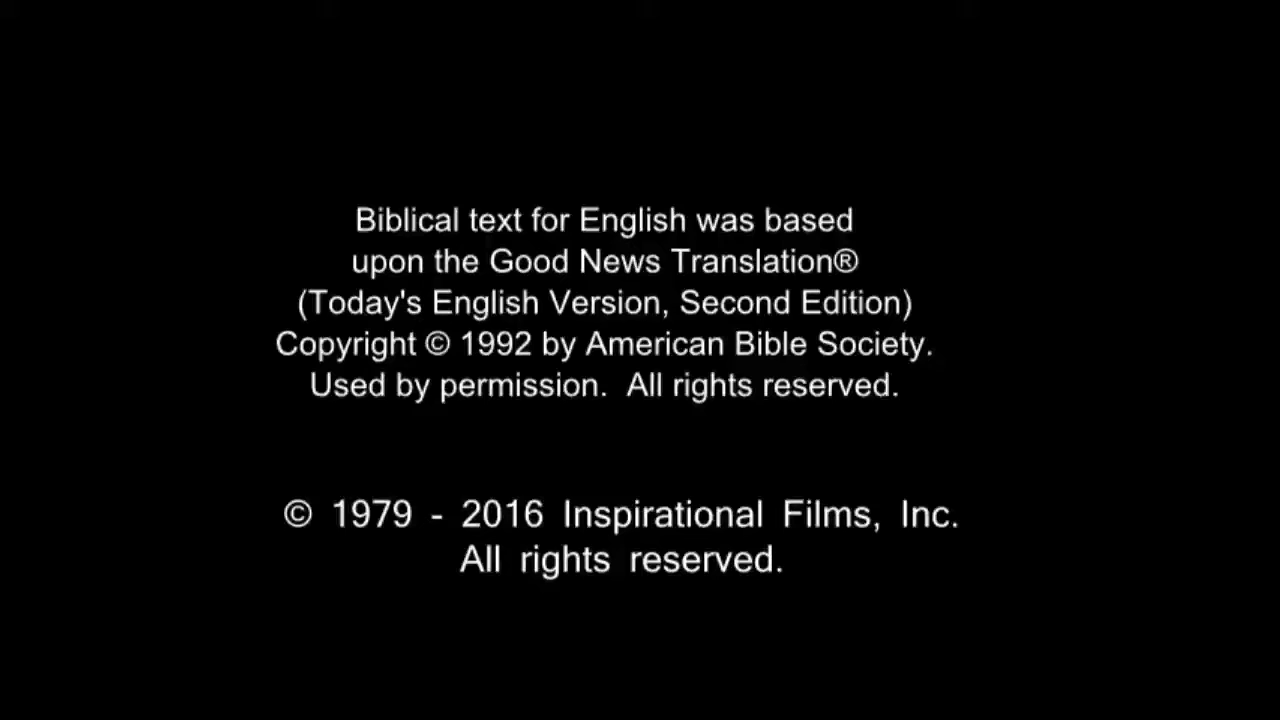 Biblical text for English was based
upon the Good News Translation®
(Today's English Version, Second Edition)
Copyright © 1992 by American Bible Society.
Used by permission.  All rights reserved.
© 1979 - 2016 Inspirational Films, Inc.
All rights reserved.